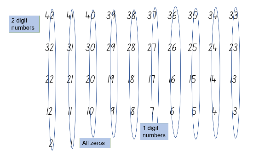 2 digit
numbers
42 41 40 39 38 37 36 35 34 33
32 31 30 29 28 27 26 25 24 23
22 21 20 19 18 17 16 15 14 13
12 11 10 9 8 7 6 5 4 3
2
1 digit
numbers
All zeros